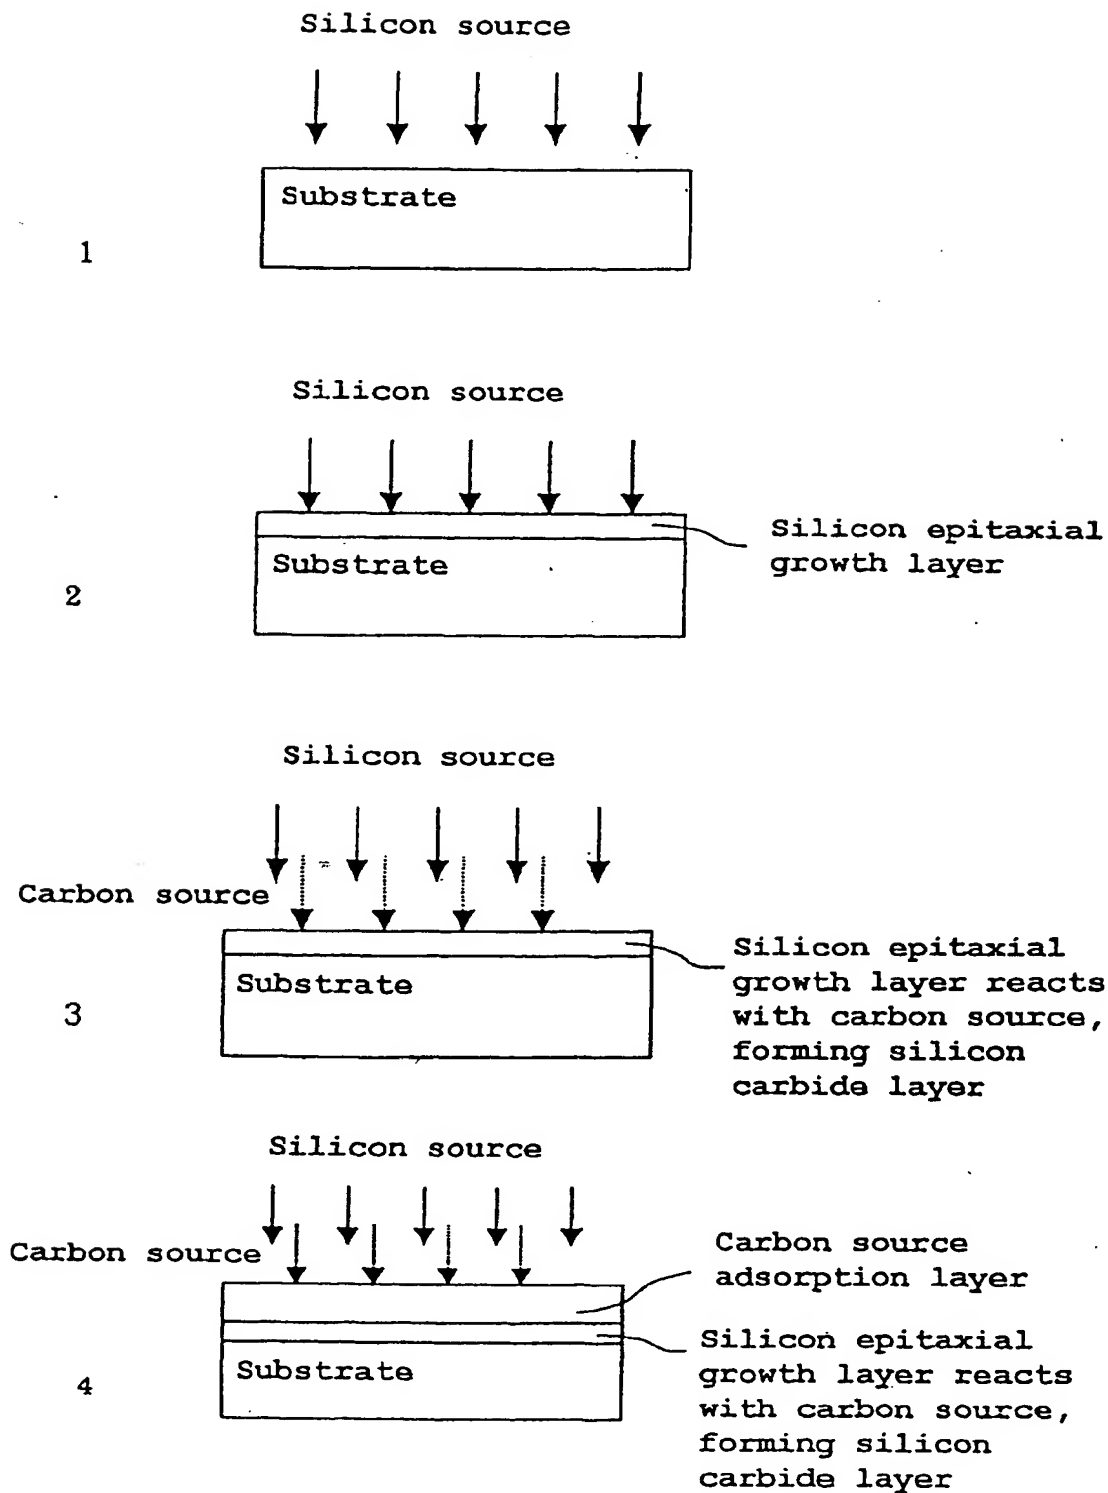 Silicon source
Substrate
1
Silicon source
Silicon epitaxial
growth layer
Substrate
2
Silicon source
Carbon source
Silicon epitaxial
growth layer reacts
with carbon source,
forming silicon
carbide layer
Substrate
3
Silicon source
Carbon source
Carbon source
adsorption layer
Silicon epitaxial
growth layer reacts
with carbon source,
forming silicon
carbide layer
Substrate
4